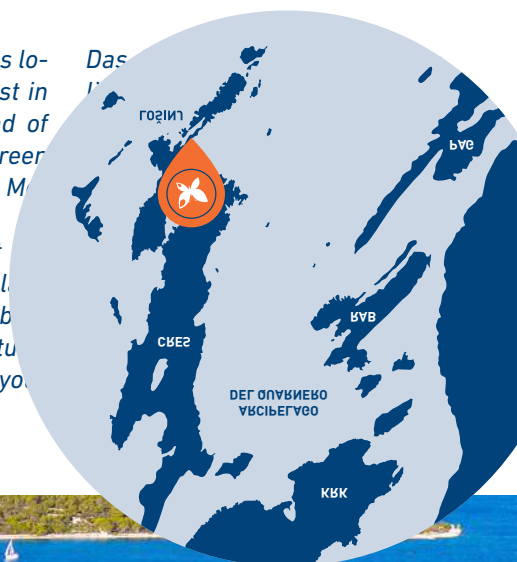 s lo-
st in
d of
reen
Das
LOŠINJ
PAG
RAB
CRES
ARCIPELAGO
DEL QUARNERO
KRK